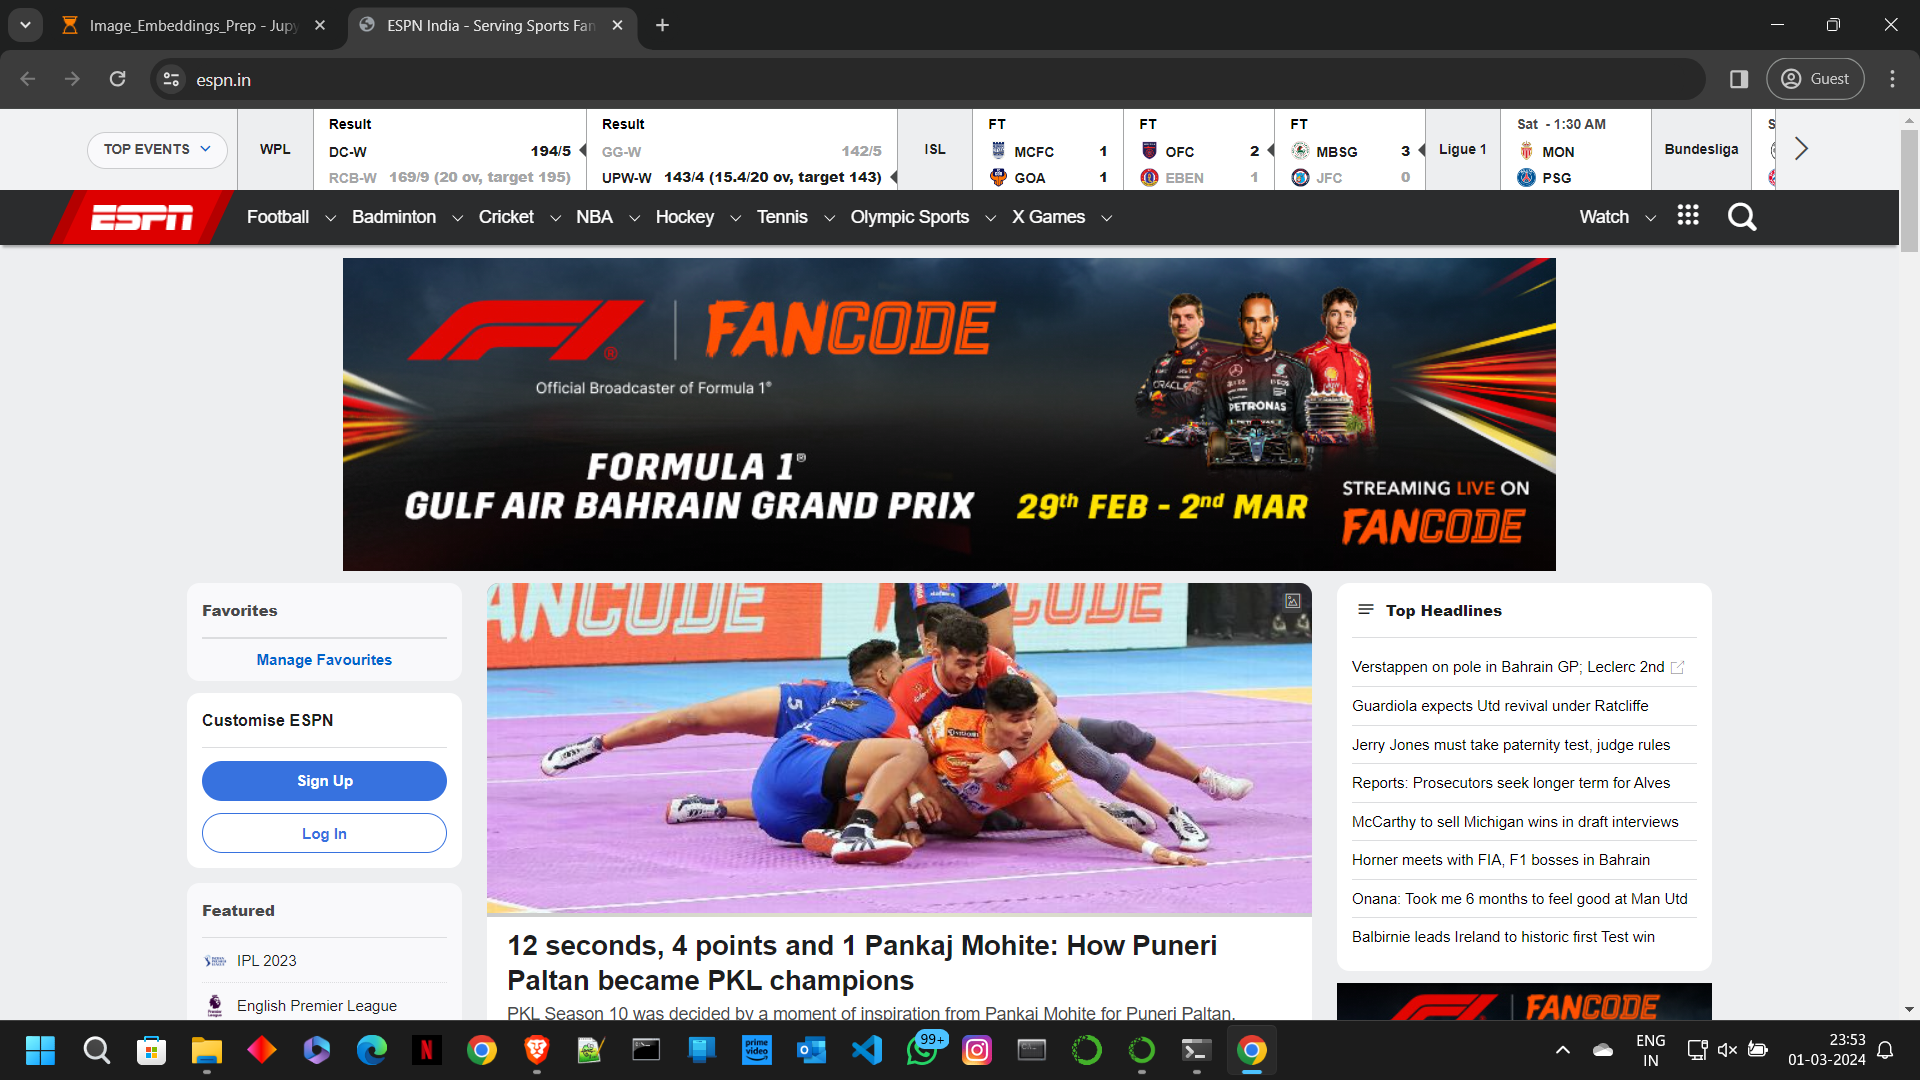 Image_Embeddings_Prep - Jupy
ESPN India - Serving Sports Fan
espn.in
Guest
TOP EVENTS
WPL
Result
DC-W 194/5
RCB-W 169/9 (20 ov, target 195)
Result
GG-W 142/5
UPW-W 143/4 (15.4/20 ov, target 143)
ISL
FT
MCFC 1
GOA 1
FT
OFC 2
EBEN 1
FT
MBSG 3
JFC 0
Ligue 1
Sat - 1:30 AM
MON
PSG
Bundesliga
S
ESPN
Football
Badminton
Cricket
NBA
Hockey
Tennis
Olympic Sports
X Games
Watch
F1® | FANCODE
Official Broadcaster of Formula 1®
FORMULA 1®
GULF AIR BAHRAIN GRAND PRIX
29th FEB - 2nd MAR
STREAMING LIVE ON
FANCODE
ORACLE
INEOS
PETRONAS
Favorites
Manage Favourites
Customise ESPN
Sign Up
Log In
Featured
IPL 2023
English Premier League
ANCODE
CODE
5
12 seconds, 4 points and 1 Pankaj Mohite: How Puneri
Paltan became PKL champions
PKL Season 10 was decided by a moment of inspiration from Pankaj Mohite for Puneri Paltan.
Top Headlines
Verstappen on pole in Bahrain GP; Leclerc 2nd
Guardiola expects Utd revival under Ratcliffe
Jerry Jones must take paternity test, judge rules
Reports: Prosecutors seek longer term for Alves
McCarthy to sell Michigan wins in draft interviews
Horner meets with FIA, F1 bosses in Bahrain
Onana: Took me 6 months to feel good at Man Utd
Balbirnie leads Ireland to historic first Test win
F1 | FANCODE
N
prime
video
99+
ENG
IN
23:53
01-03-2024